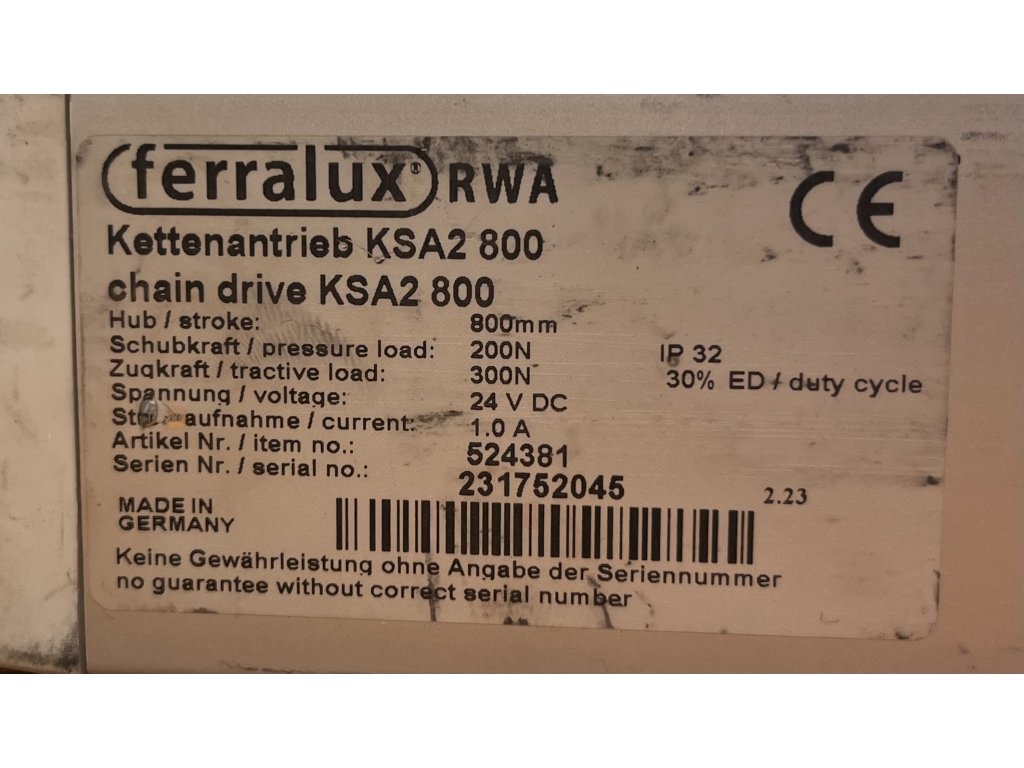 ferralux® RWA
CE
Kettenantrieb KSA2 800
chain drive KSA2 800
Hub / stroke: 800mm
Schubkraft / pressure load: 200N IP 32
Zugkraft / tractive load: 300N 30% ED / duty cycle
Spannung / voltage: 24 V DC
aufnahme / current: 1.0 A
Artikel Nr. / item no.: 524381
Serien Nr. / serial no.: 231752045
2.23
MADE IN
GERMANY
Keine Gewährleistung ohne Angabe der Seriennummer
no guarantee without correct serial number